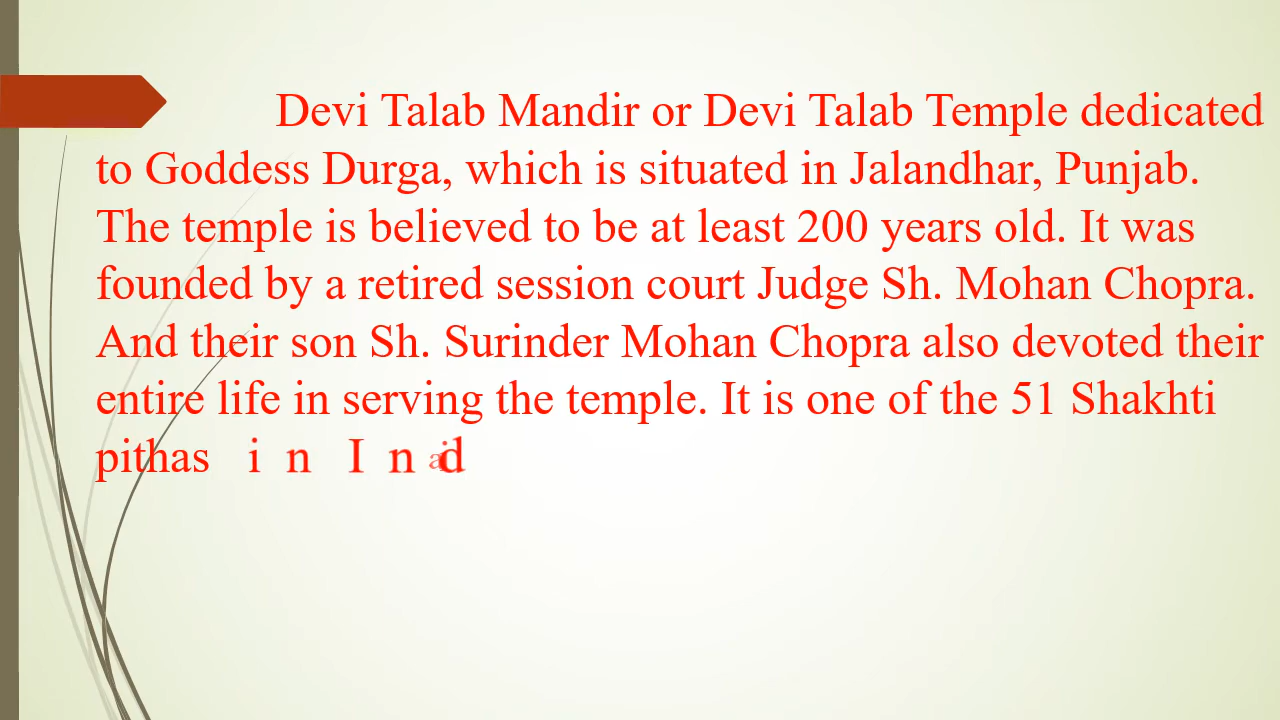 Devi Talab Mandir or Devi Talab Temple dedicated
to Goddess Durga, which is situated in Jalandhar, Punjab.
The temple is believed to be at least 200 years old. It was
founded by a retired session court Judge Sh. Mohan Chopra.
And their son Sh. Surinder Mohan Chopra also devoted their
entire life in serving the temple. It is one of the 51 Shakhti
pithas in